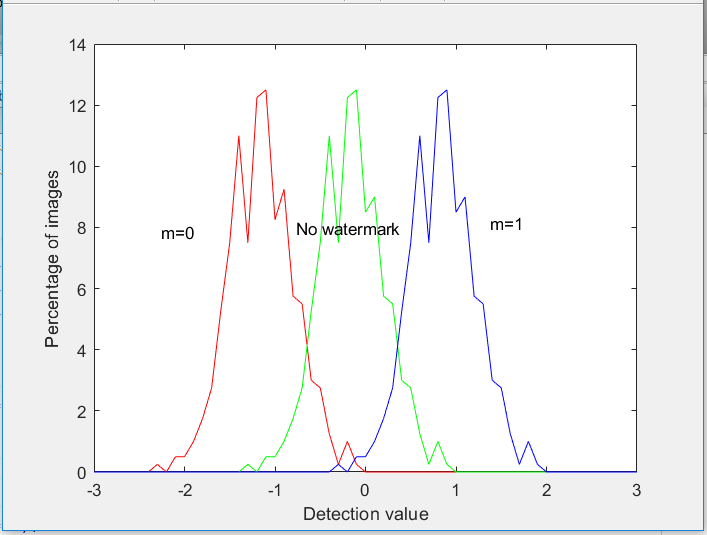 14
12
10
8
6
4
2
0
Percentage of images
m=0
No watermark
m=1
-3 -2 -1 0 1 2 3
Detection value